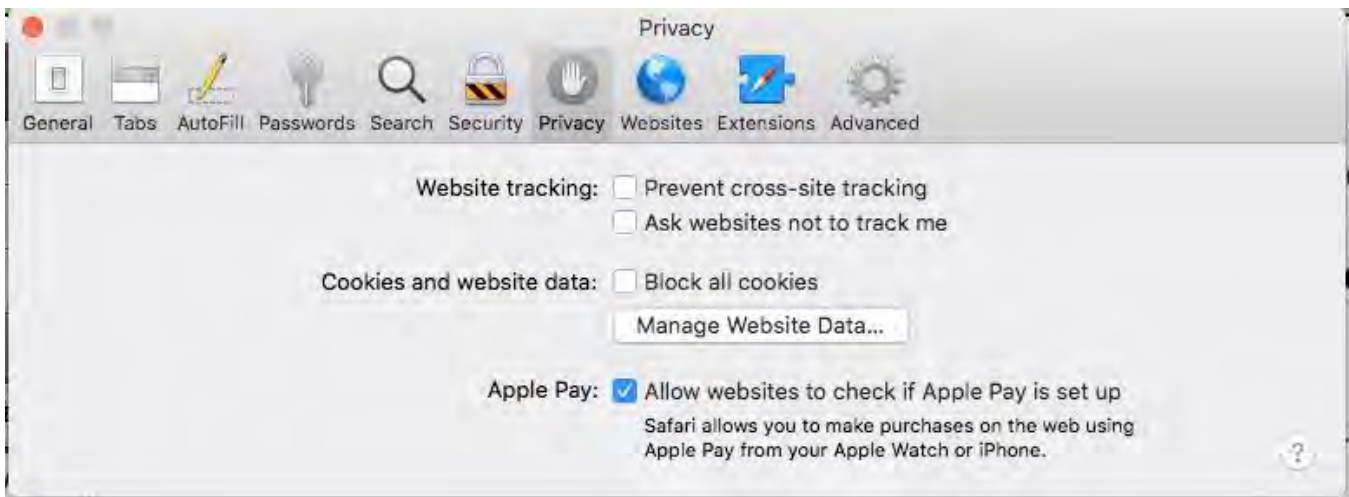 Privacy
General Tabs AutoFill Passwords Search Security Privacy Websites Extensions Advanced
Website tracking: Prevent cross-site tracking
Ask websites not to track me
Cookies and website data: Block all cookies
Manage Website Data...
Apple Pay: Allow websites to check if Apple Pay is set up
Safari allows you to make purchases on the web using
Apple Pay from your Apple Watch or iPhone.
?